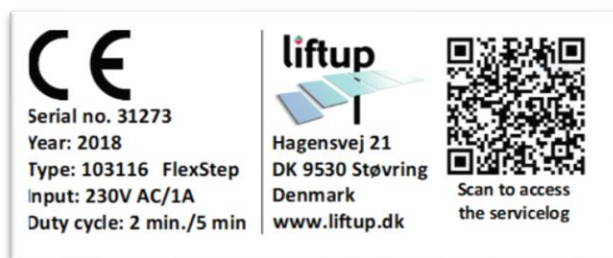 CE
Serial no. 31273
Year: 2018
Type: 103116 FlexStep
Input: 230V AC/1A
Duty cycle: 2 min./5 min
liftup
Hagensvej 21
DK 9530 Støvring
Denmark
www.liftup.dk
Scan to access
the servicelog